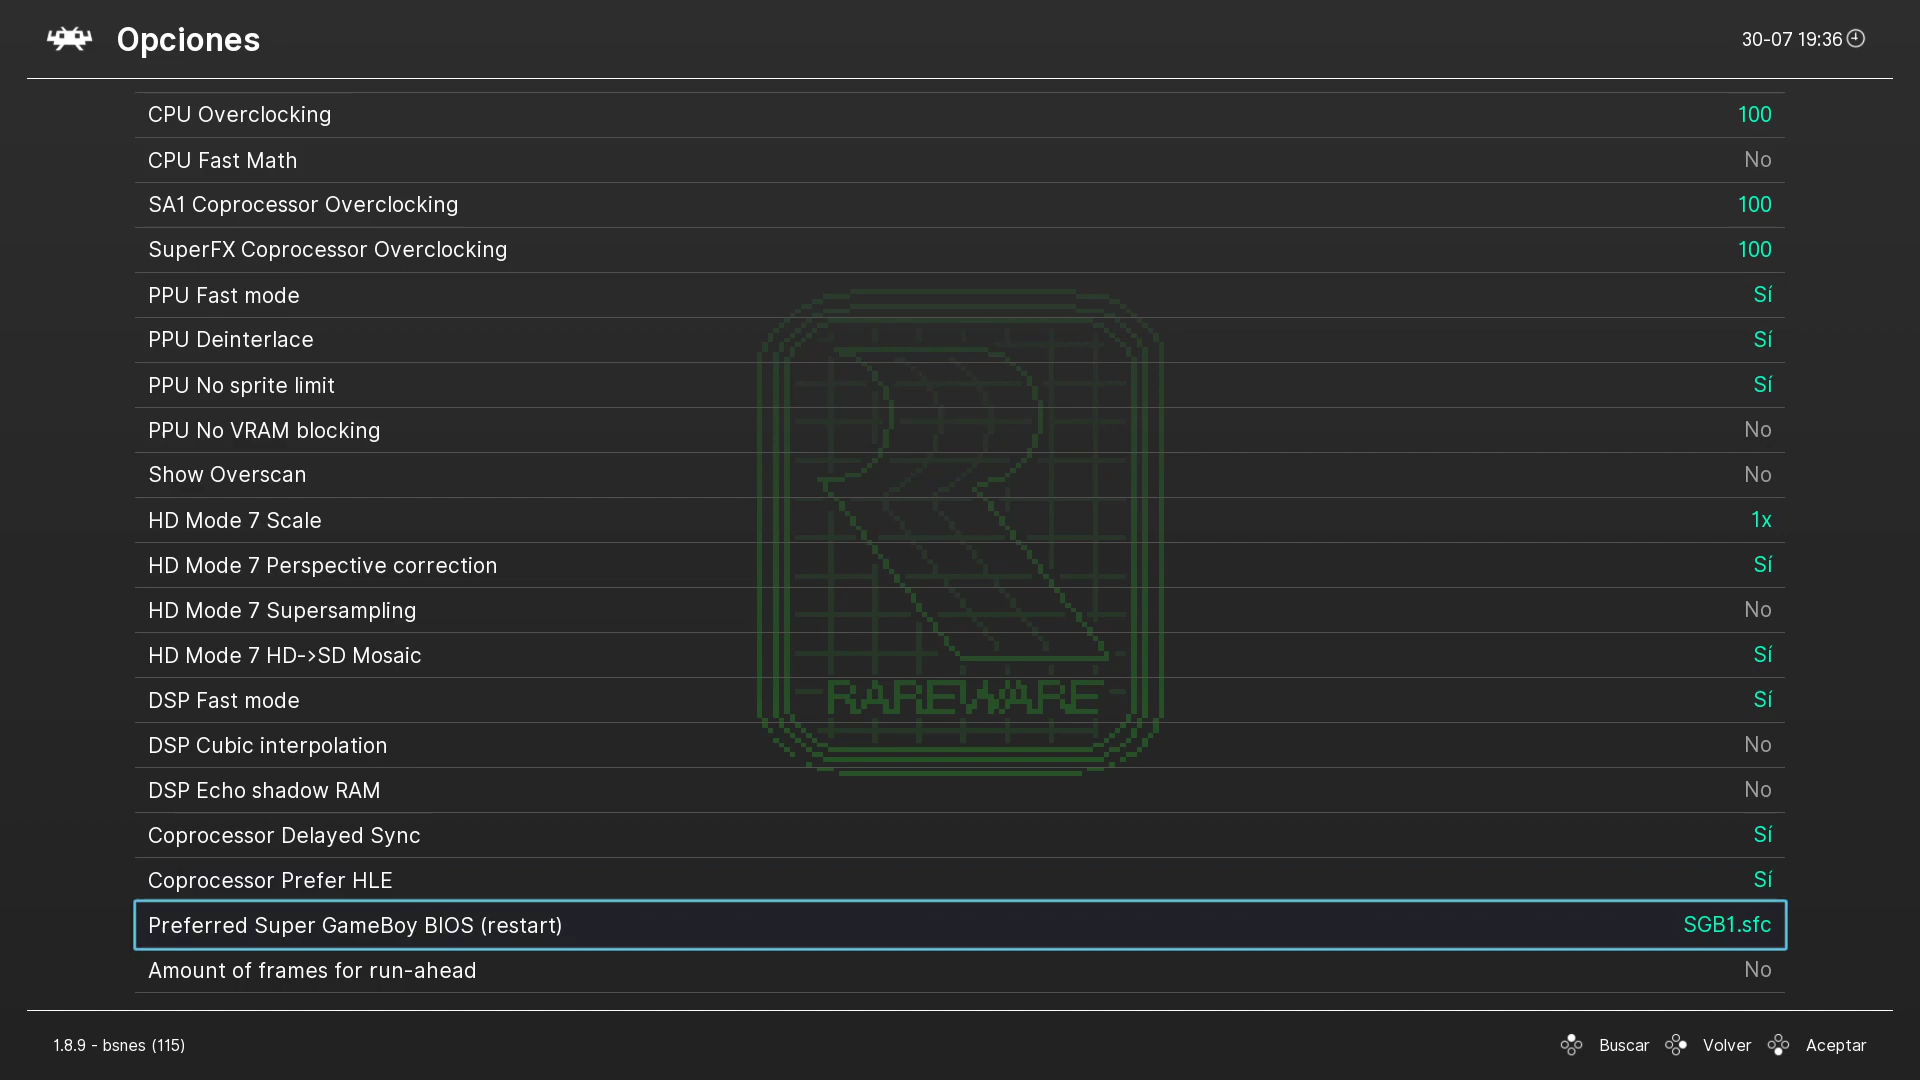 Opciones
30-07 19:36
CPU Overclocking 100
CPU Fast Math No
SA1 Coprocessor Overclocking 100
SuperFX Coprocessor Overclocking 100
PPU Fast mode Sí
PPU Deinterlace Sí
PPU No sprite limit Sí
PPU No VRAM blocking No
Show Overscan No
HD Mode 7 Scale 1x
HD Mode 7 Perspective correction Sí
HD Mode 7 Supersampling No
HD Mode 7 HD->SD Mosaic Sí
RAREWARE
DSP Fast mode Sí
DSP Cubic interpolation No
DSP Echo shadow RAM No
Coprocessor Delayed Sync Sí
Coprocessor Prefer HLE Sí
Preferred Super GameBoy BIOS (restart) SGB1.sfc
Amount of frames for run-ahead No
1.8.9 - bsnes (115)
Buscar Volver Aceptar